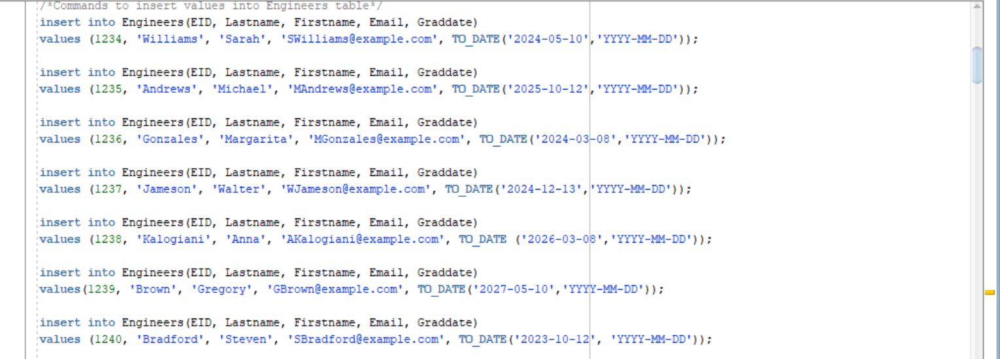 /*Commands to insert values into Engineers table*/
insert into Engineers(EID, Lastname, Firstname, Email, Graddate)
values (1234, 'Williams', 'Sarah', 'SWilliams@example.com', TO_DATE('2024-05-10','YYYY-MM-DD'));
insert into Engineers(EID, Lastname, Firstname, Email, Graddate)
values (1235, 'Andrews', 'Michael', 'MAndrews@example.com', TO_DATE('2025-10-12','YYYY-MM-DD'));
insert into Engineers(EID, Lastname, Firstname, Email, Graddate)
values (1236, 'Gonzales', 'Margarita', 'MGonzales@example.com', TO_DATE('2024-03-08','YYYY-MM-DD'));
insert into Engineers(EID, Lastname, Firstname, Email, Graddate)
values (1237, 'Jameson', 'Walter', 'WJameson@example.com', TO_DATE('2024-12-13','YYYY-MM-DD'));
insert into Engineers(EID, Lastname, Firstname, Email, Graddate)
values (1238, 'Kalogiani', 'Anna', 'AKalogiani@example.com', TO_DATE ('2026-03-08','YYYY-MM-DD'));
insert into Engineers(EID, Lastname, Firstname, Email, Graddate)
values(1239, 'Brown', 'Gregory', 'GBrown@example.com', TO_DATE('2027-05-10','YYYY-MM-DD'));
insert into Engineers(EID, Lastname, Firstname, Email, Graddate)
values (1240, 'Bradford', 'Steven', 'SBradford@example.com', TO_DATE('2023-10-12', 'YYYY-MM-DD'));